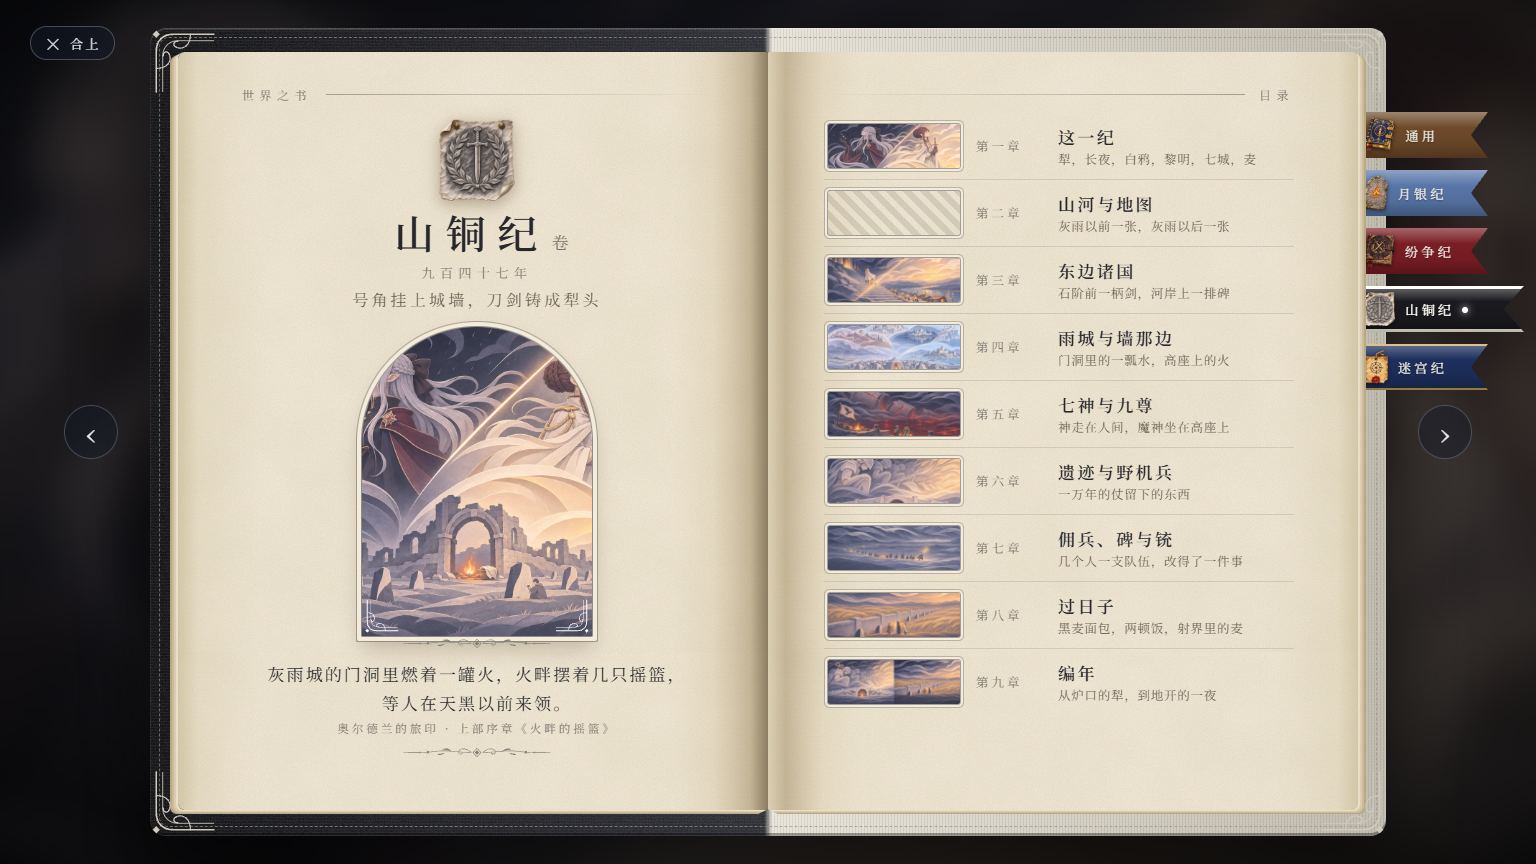 合上
世界之书
山铜纪 卷
九百四十七年
号角挂上城墙，刀剑铸成犁头
灰雨城的门洞里燃着一罐火，火畔摆着几只摇篮，
等人在天黑以前来领。
奥尔德兰的旅印 · 上部序章《火畔的摇篮》
目录
第一章 这一纪
犁，长夜，白鸦，黎明，七城，麦
第二章 山河与地图
灰雨以前一张，灰雨以后一张
第三章 东边诸国
石阶前一柄剑，河岸上一排碑
第四章 雨城与墙那边
门洞里的一瓢水，高座上的火
第五章 七神与九尊
神走在人间，魔神坐在高座上
第六章 遗迹与野机兵
一万年的仗留下的东西
第七章 佣兵、碑与铳
几个人一支队伍，改得了一件事
第八章 过日子
黑麦面包，两顿饭，射界里的麦
第九章 编年
从炉口的犁，到地开的一夜
通用
月银纪
纷争纪
山铜纪
迷宫纪